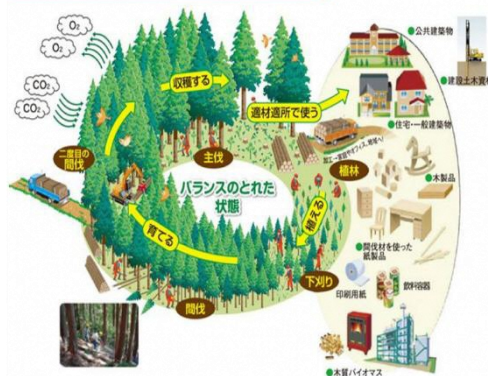 O₂
O₂
CO₂
CO₂
収穫する
適材適所で使う
主伐
二度目の
間伐
バランスのとれた
状態
植林
植える
育てる
下刈り
間伐
●公共建築物
●建設土木資材
●住宅・一般建築物
●木製品
●間伐材を使った
紙製品
印刷用紙
飲料容器
●木質バイオマス